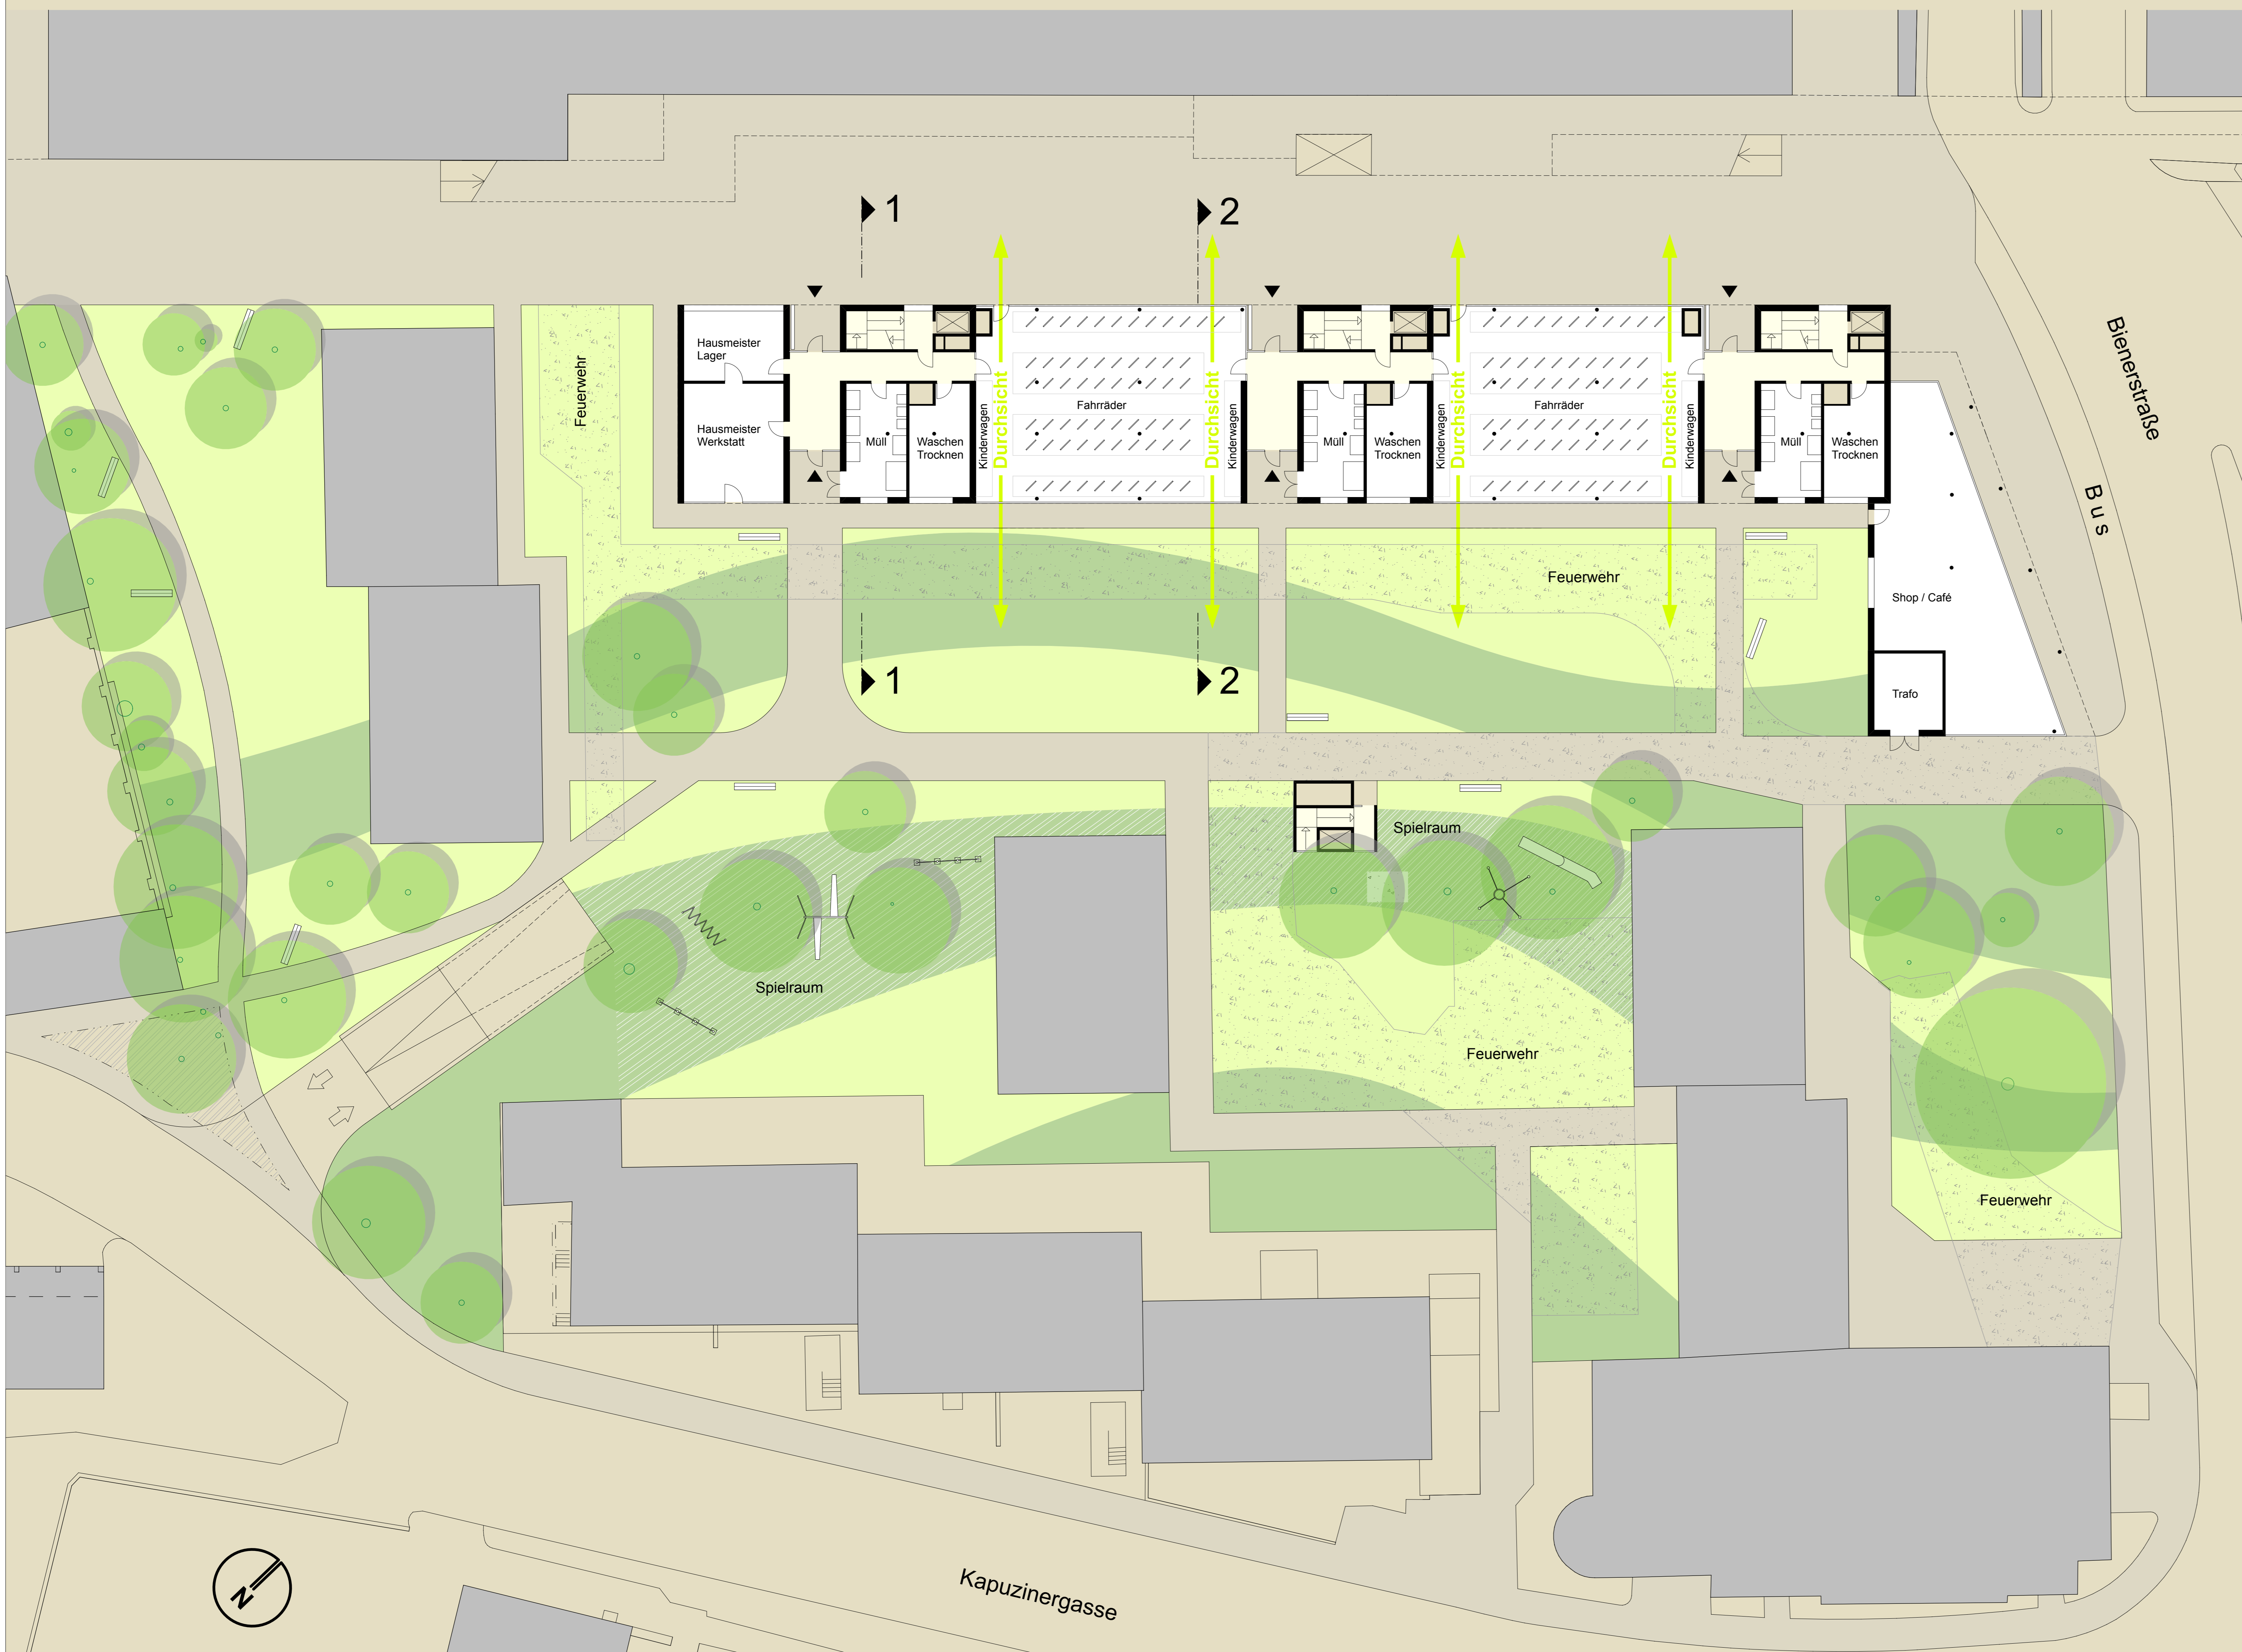 1
2
Bienerstraße
Feuerwehr
Hausmeister
Lager
Hausmeister
Werkstatt
Müll
Waschen
Trocknen
Kinderwagen
Durchsicht
Fahrräder
Durchsicht
Kinderwagen
Müll
Waschen
Trocknen
Kinderwagen
Durchsicht
Fahrräder
Durchsicht
Kinderwagen
Müll
Waschen
Trocknen
Bus
Feuerwehr
Shop / Café
1
2
Trafo
Spielraum
Spielraum
Feuerwehr
Feuerwehr
N
Kapuzinergasse